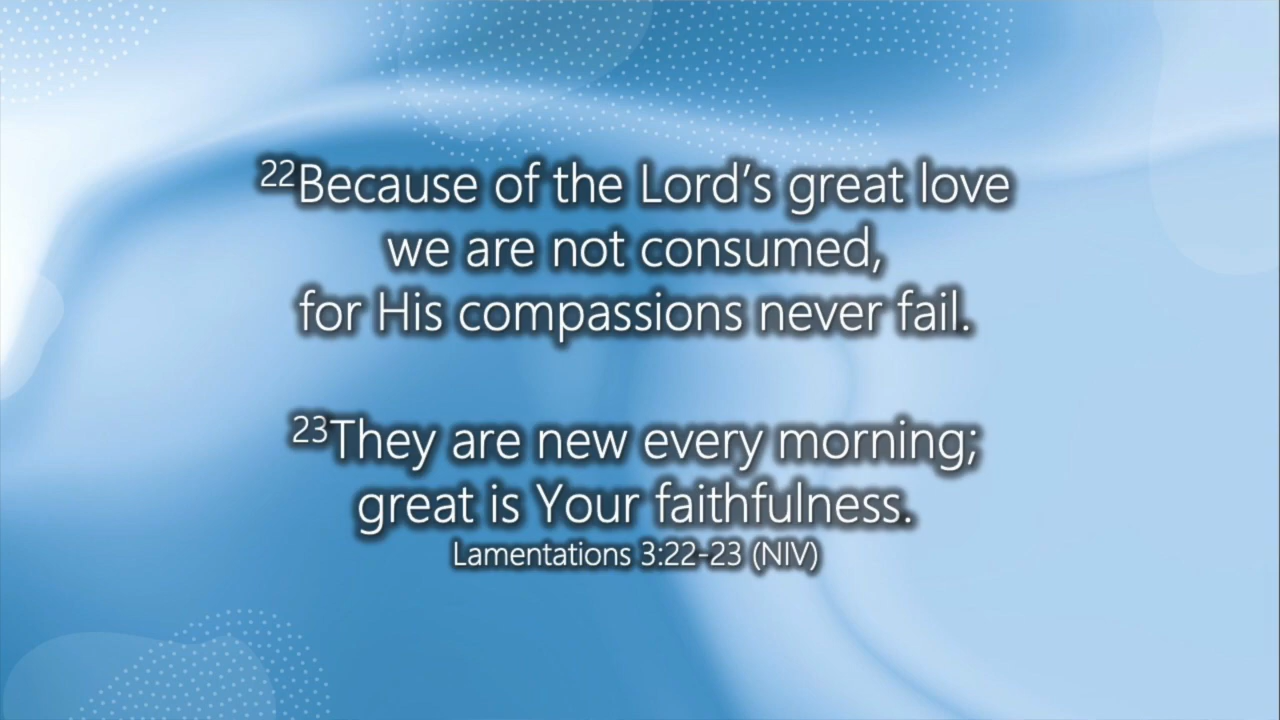 22Because of the Lord’s great love
we are not consumed,
for His compassions never fail.
23They are new every morning;
great is Your faithfulness.
Lamentations 3:22-23 (NIV)